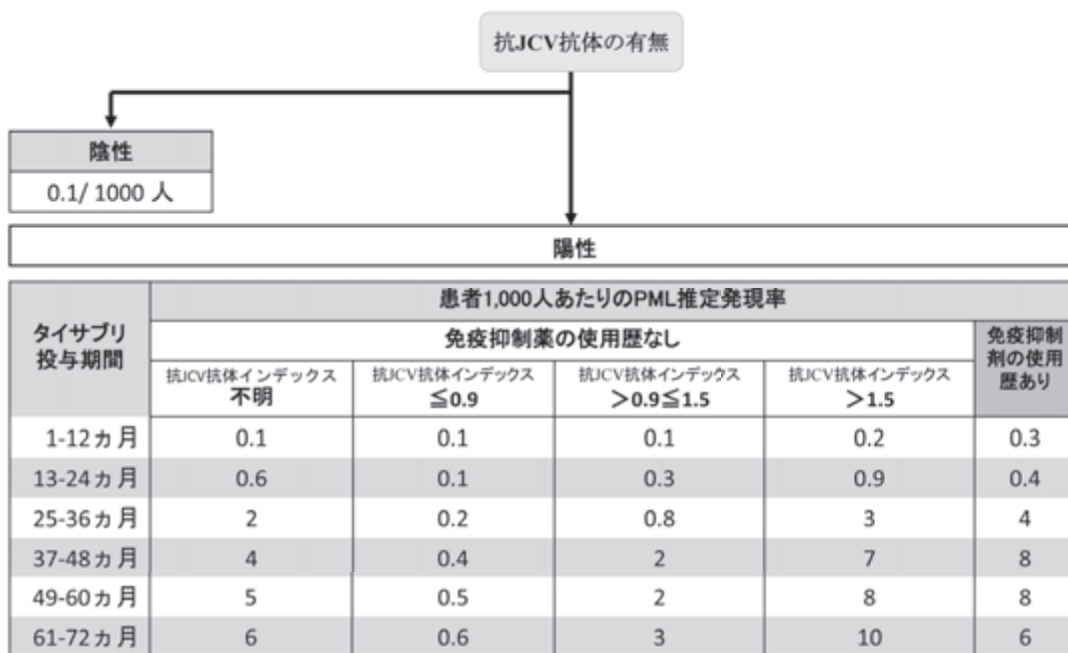 抗JCV抗体の有無
陰性
0.1/ 1000 人
陽性
タイサブリ
投与期間
患者1,000人あたりのPML推定発現率
免疫抑制薬の使用歴なし
免疫抑制
剤の使用
歴あり
抗JCV抗体インデックス
不明
抗JCV抗体インデックス
≦0.9
抗JCV抗体インデックス
＞0.9≦1.5
抗JCV抗体インデックス
＞1.5
1-12ヵ月 0.1 0.1 0.1 0.2 0.3
13-24ヵ月 0.6 0.1 0.3 0.9 0.4
25-36ヵ月 2 0.2 0.8 3 4
37-48ヵ月 4 0.4 2 7 8
49-60ヵ月 5 0.5 2 8 8
61-72ヵ月 6 0.6 3 10 6